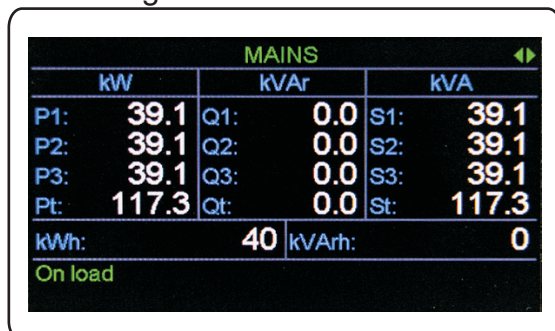 MAINS
kW kVAr kVA
P1: 39.1 Q1: 0.0 S1: 39.1
P2: 39.1 Q2: 0.0 S2: 39.1
P3: 39.1 Q3: 0.0 S3: 39.1
Pt: 117.3 Qt: 0.0 St: 117.3
kWh: 40 kVArh: 0
On load